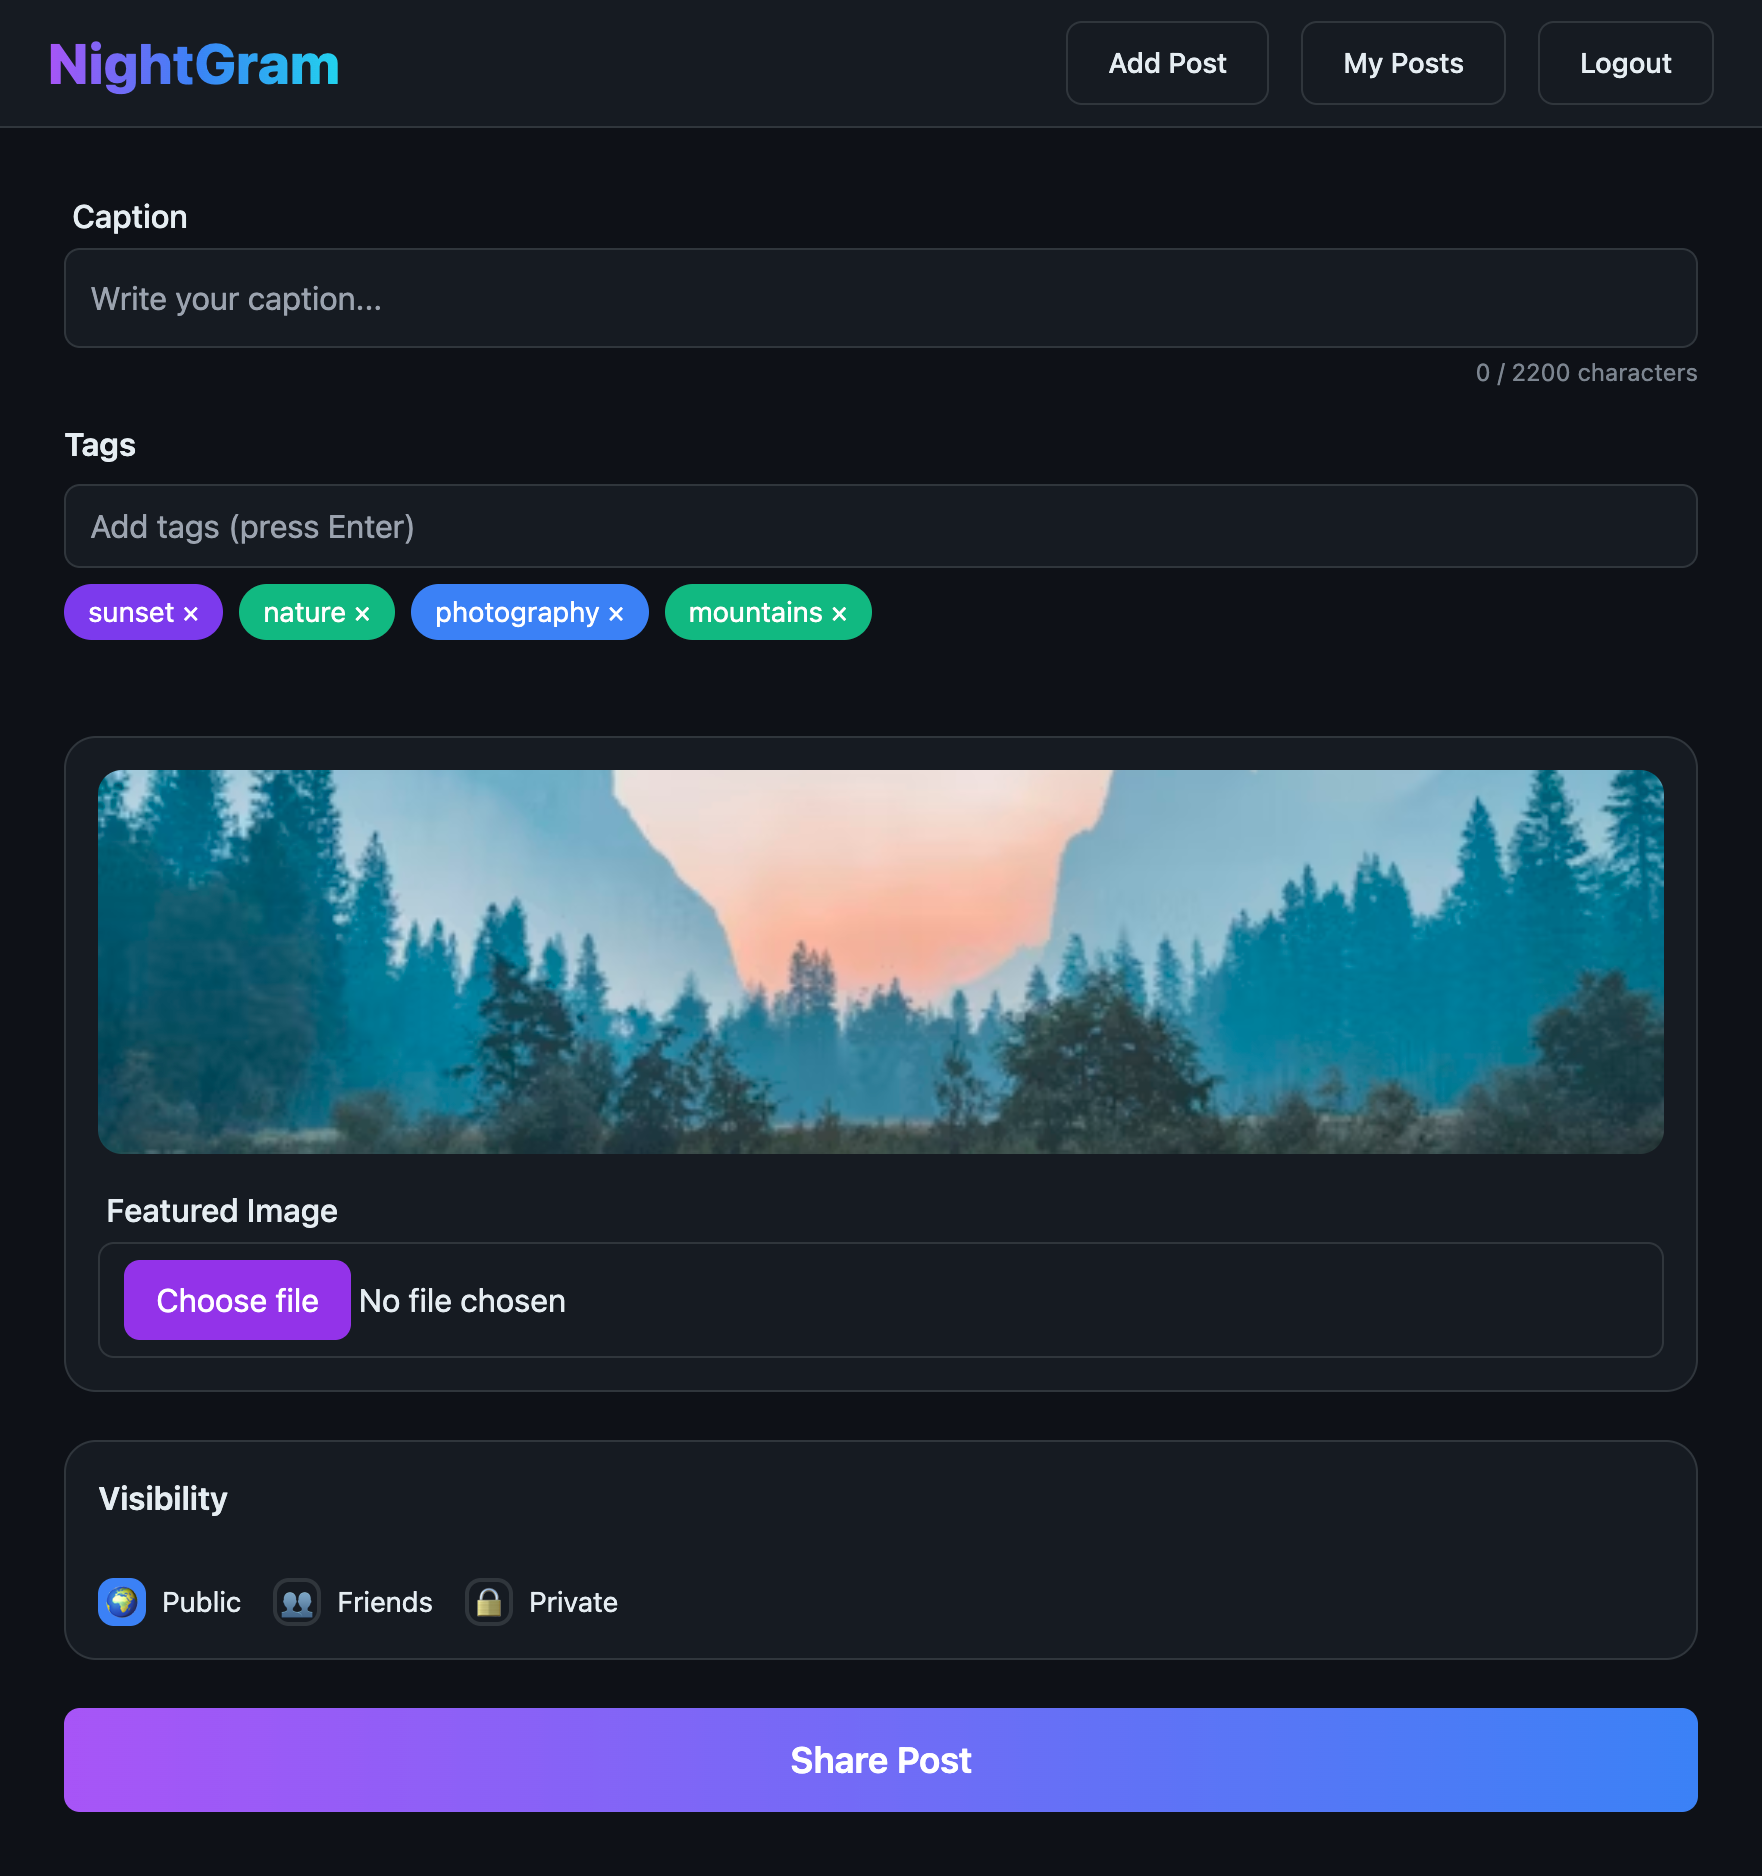 NightGram
Add Post
My Posts
Logout
Caption
Write your caption...
0 / 2200 characters
Tags
Add tags (press Enter)
sunset × nature × photography × mountains ×
Featured Image
Choose file No file chosen
Visibility
Public Friends Private
Share Post